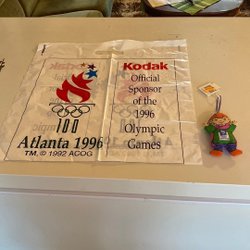 100
Atlanta 1996
TM, © 1992 ACOG
Kodak
Official
Sponsor
of the
1996
Olympic
Games